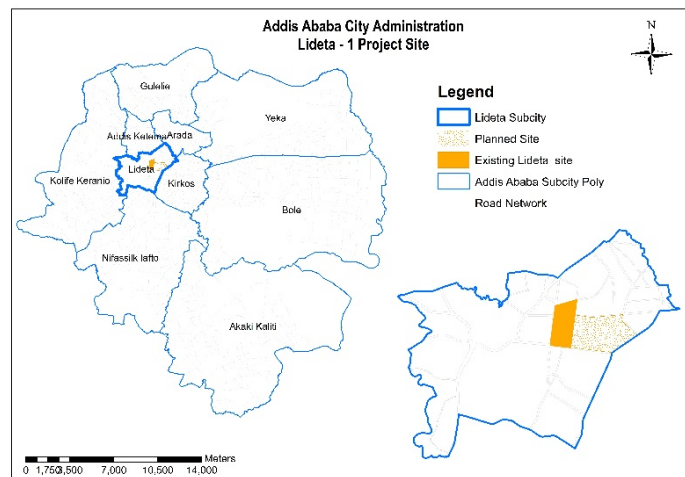 Addis Ababa City Administration
Lideta - 1 Project Site
N
Legend
Lideta Subcity
Planned Site
Existing Lideta site
Addis Ababa Subcity Poly
Road Network
Gulelie
Yeka
Addis Ketema
Arada
Lideta
Kolife Keranio
Kirkos
Bole
Nifassilk lafto
Akaki Kaliti
Meters
0 1,750 3,500 7,000 10,500 14,000